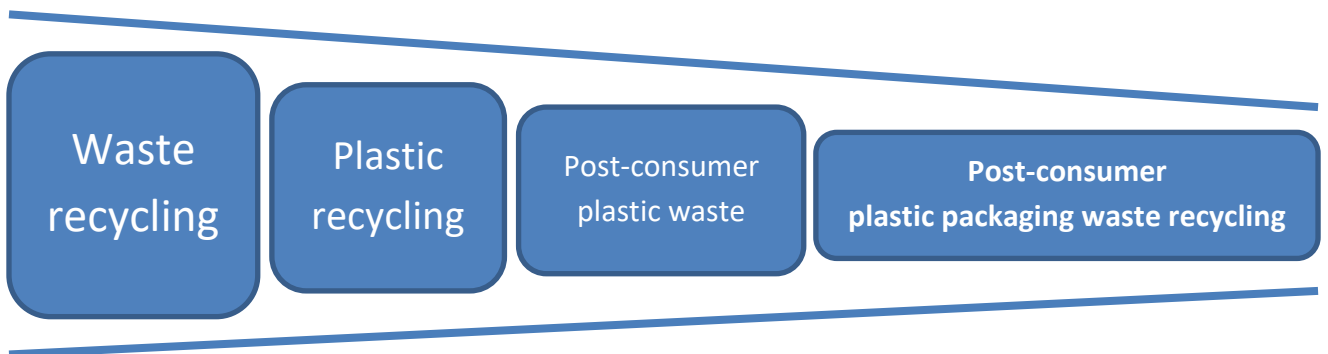 Waste
recycling
Plastic
recycling
Post-consumer
plastic waste
Post-consumer
plastic packaging waste recycling